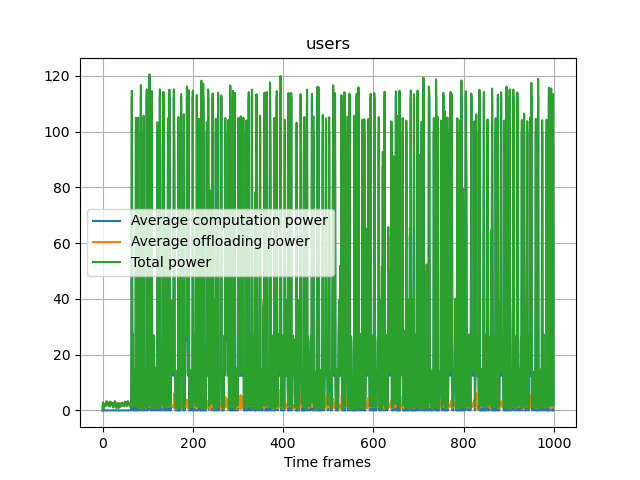 users
120
100
80
60
40
20
0
Average computation power
Average offloading power
Total power
0 200 400 600 800 1000
Time frames